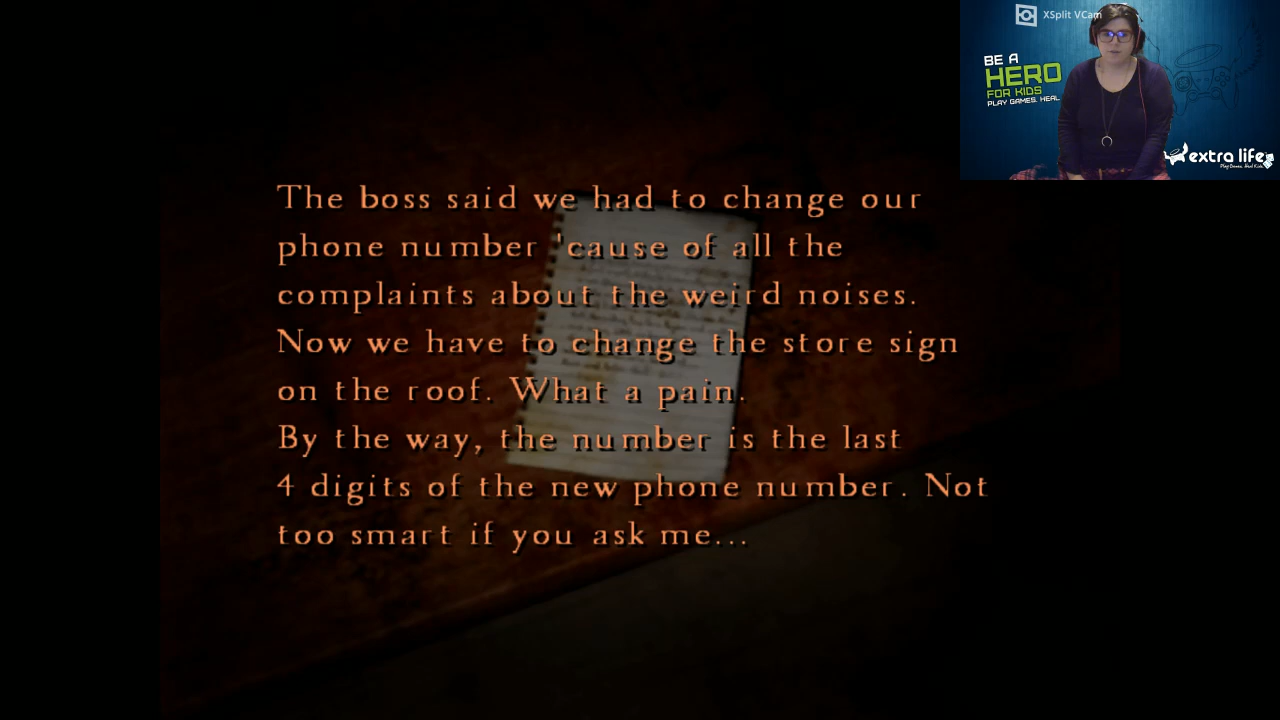 XSplit VCam
BE A
HERO
FOR KIDS
PLAY GAMES. HEAL
extra life
The boss said we had to change our
phone number 'cause of all the
complaints about the weird noises.
Now we have to change the store sign
on the roof. What a pain.
By the way, the number is the last
4 digits of the new phone number. Not
too smart if you ask me...